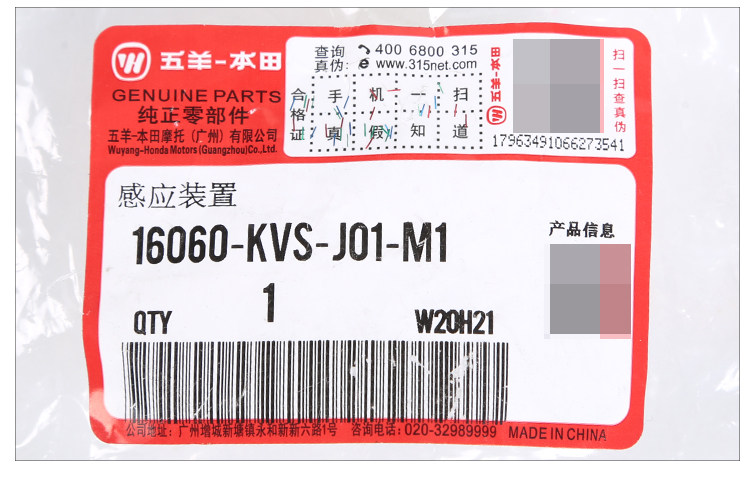 五羊-本田
GENUINE PARTS
纯正零部件
五羊-本田摩托（广州）有限公司
Wuyang-Honda Motors (Guangzhou) Co., Ltd.
查询 400 6800 315
真伪: www.315net.com
合格证
手机一扫
真假知道
五羊-本田
扫一扫查真伪
17963491066273541
感应装置
16060-KVS-J01-M1
产品信息
1
QTY
W20H21
公司地址：广州增城新塘镇永和新新六路1号 咨询电话：020-32989999 MADE IN CHINA